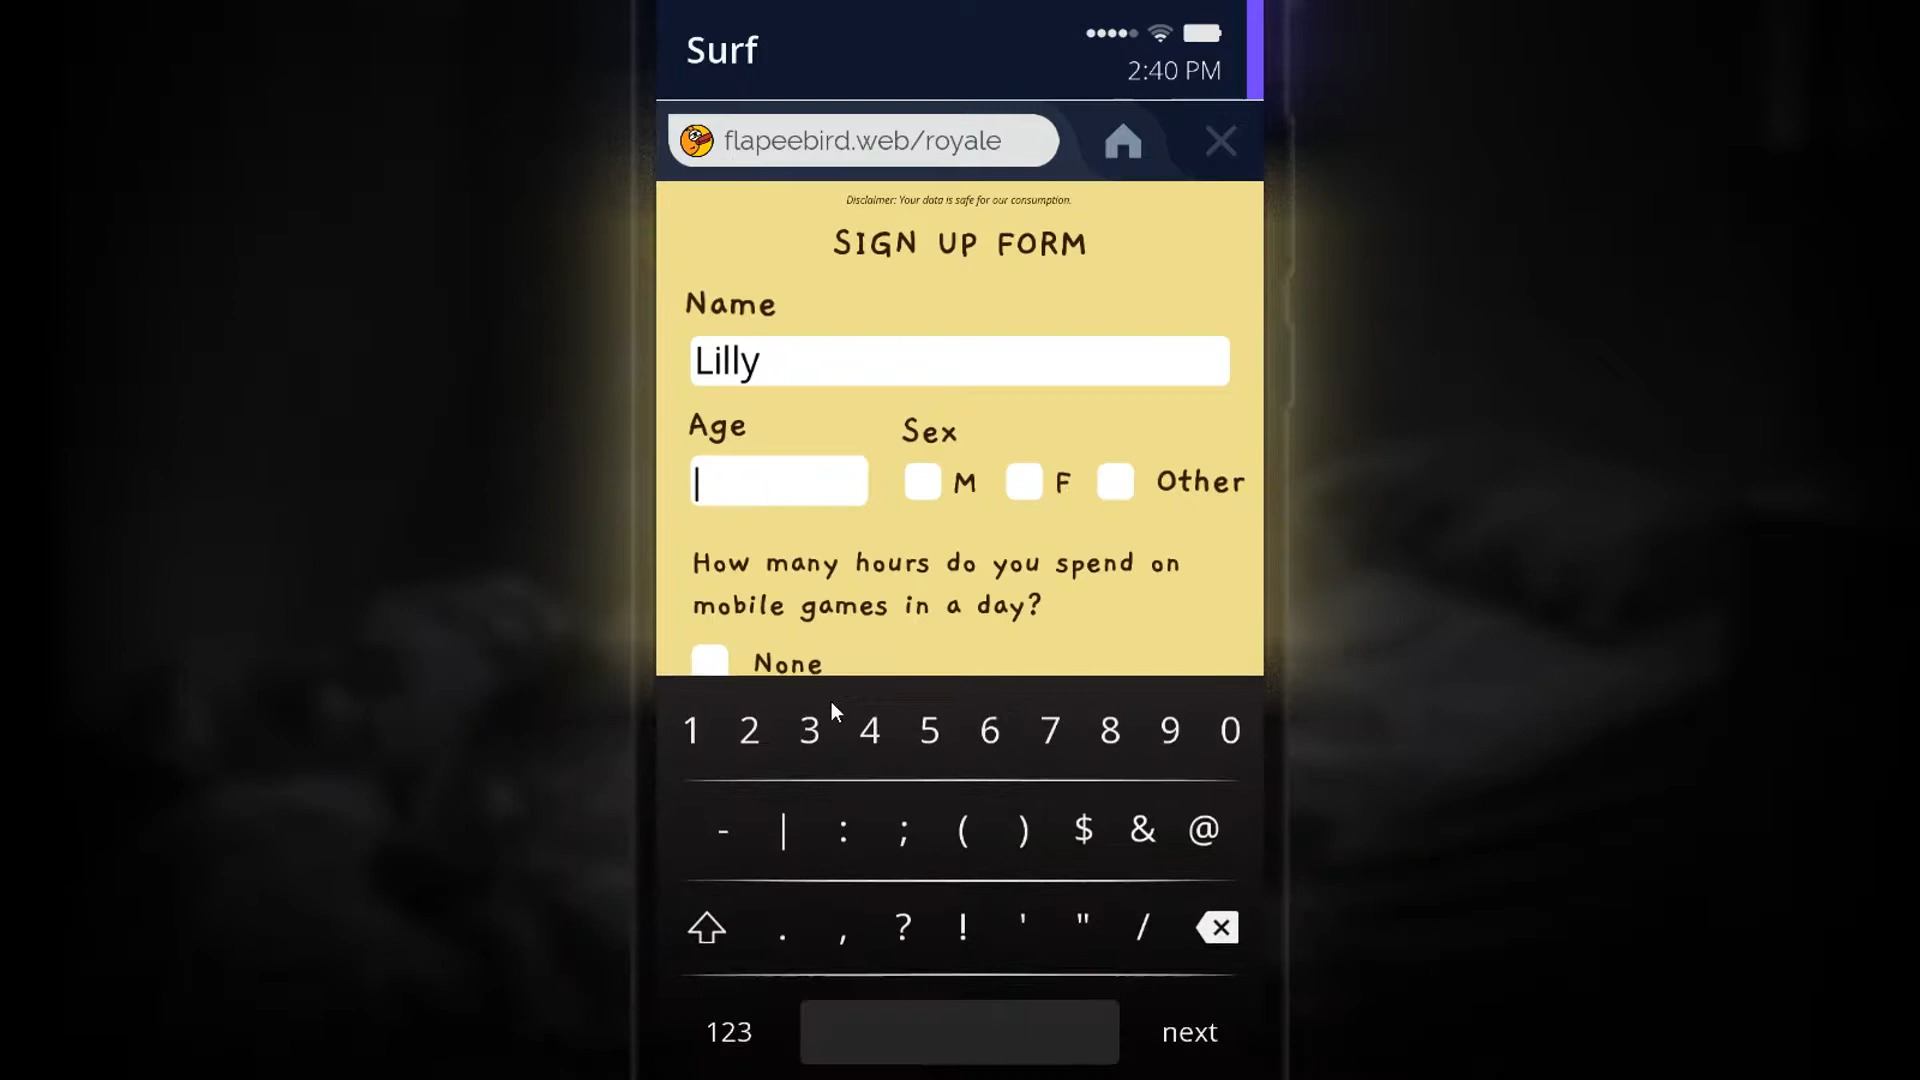 Surf
2:40 PM
flapeebird.web/royale
Disclaimer: Your data is safe for our consumption.
SIGN UP FORM
Name
Lilly
Age
Sex
M F Other
How many hours do you spend on
mobile games in a day?
None
1 2 3 4 5 6 7 8 9 0
- | : ; ( ) $ & @
. , ? ! ' " /
123 next